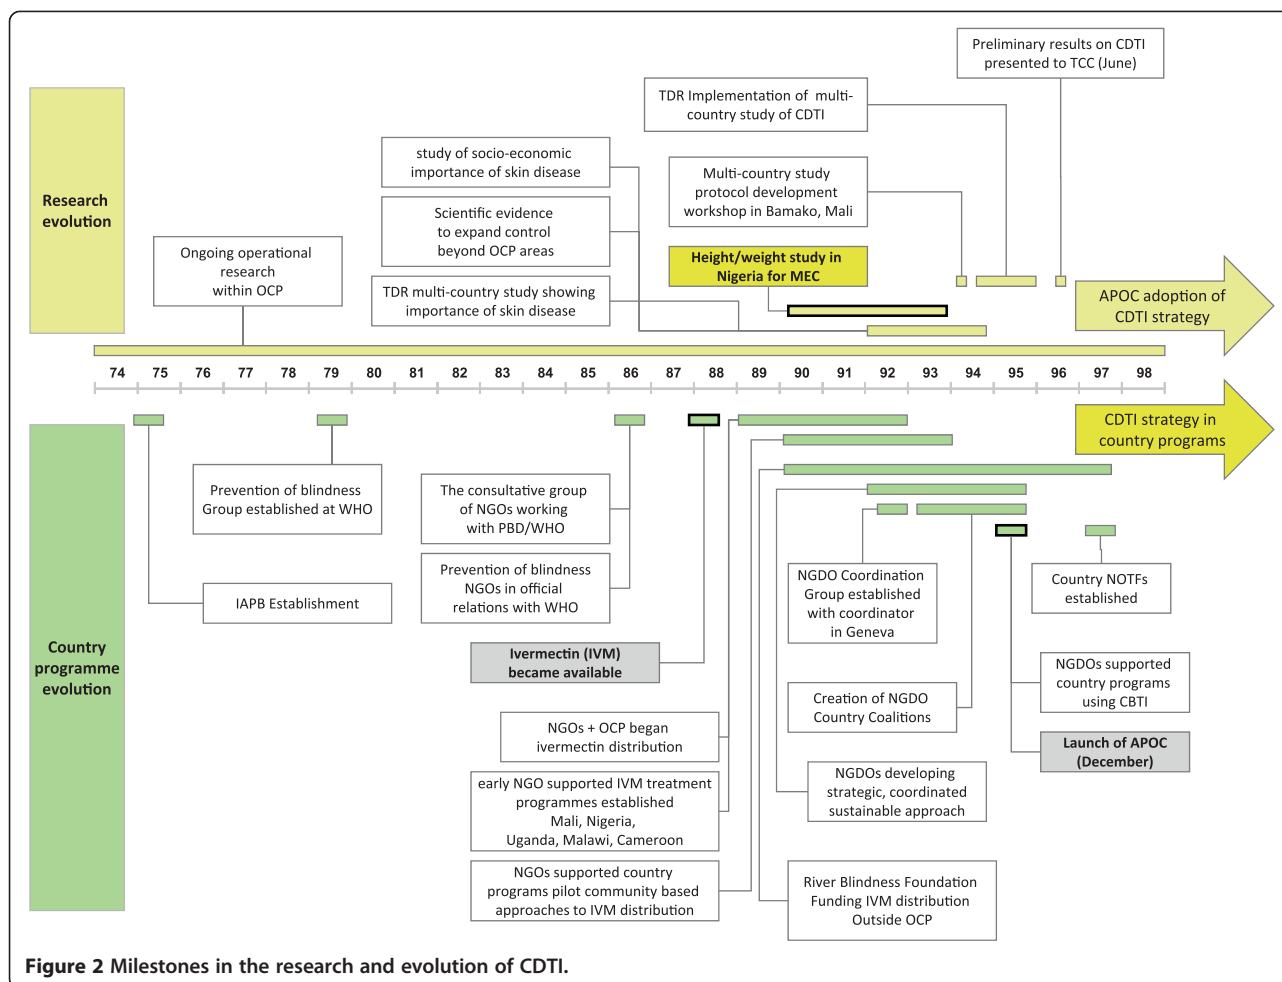 Preliminary results on CDTI
presented to TCC (June)
TDR Implementation of multi-
country study of CDTI
study of socio-economic
importance of skin disease
Multi-country study
protocol development
workshop in Bamako, Mali
Research
evolution
Scientific evidence
to expand control
beyond OCP areas
Ongoing operational
research
within OCP
Height/weight study in
Nigeria for MEC
TDR multi-country study showing
importance of skin disease
APOC adoption of
CDTI strategy
74 75 76 77 78 79 80 81 82 83 84 85 86 87 88 89 90 91 92 93 94 95 96 97 98
CDTI strategy in
country programs
Prevention of blindness
Group established at WHO
The consultative group
of NGOs working
with PBD/WHO
IAPB Establishment
Prevention of blindness
NGOs in official
relations with WHO
NGDO Coordination
Group established
with coordinator
in Geneva
Country NOTFs
established
Country
programme
evolution
Ivermectin (IVM)
became available
NGDOs supported
country programs
using CBTI
Creation of NGDO
Country Coalitions
NGOs + OCP began
ivermectin distribution
Launch of APOC
(December)
early NGO supported IVM treatment
programmes established
Mali, Nigeria,
Uganda, Malawi, Cameroon
NGDOs developing
strategic, coordinated
sustainable approach
NGOs supported country
programs pilot community based
approaches to IVM distribution
River Blindness Foundation
Funding IVM distribution
Outside OCP
Figure 2 Milestones in the research and evolution of CDTI.